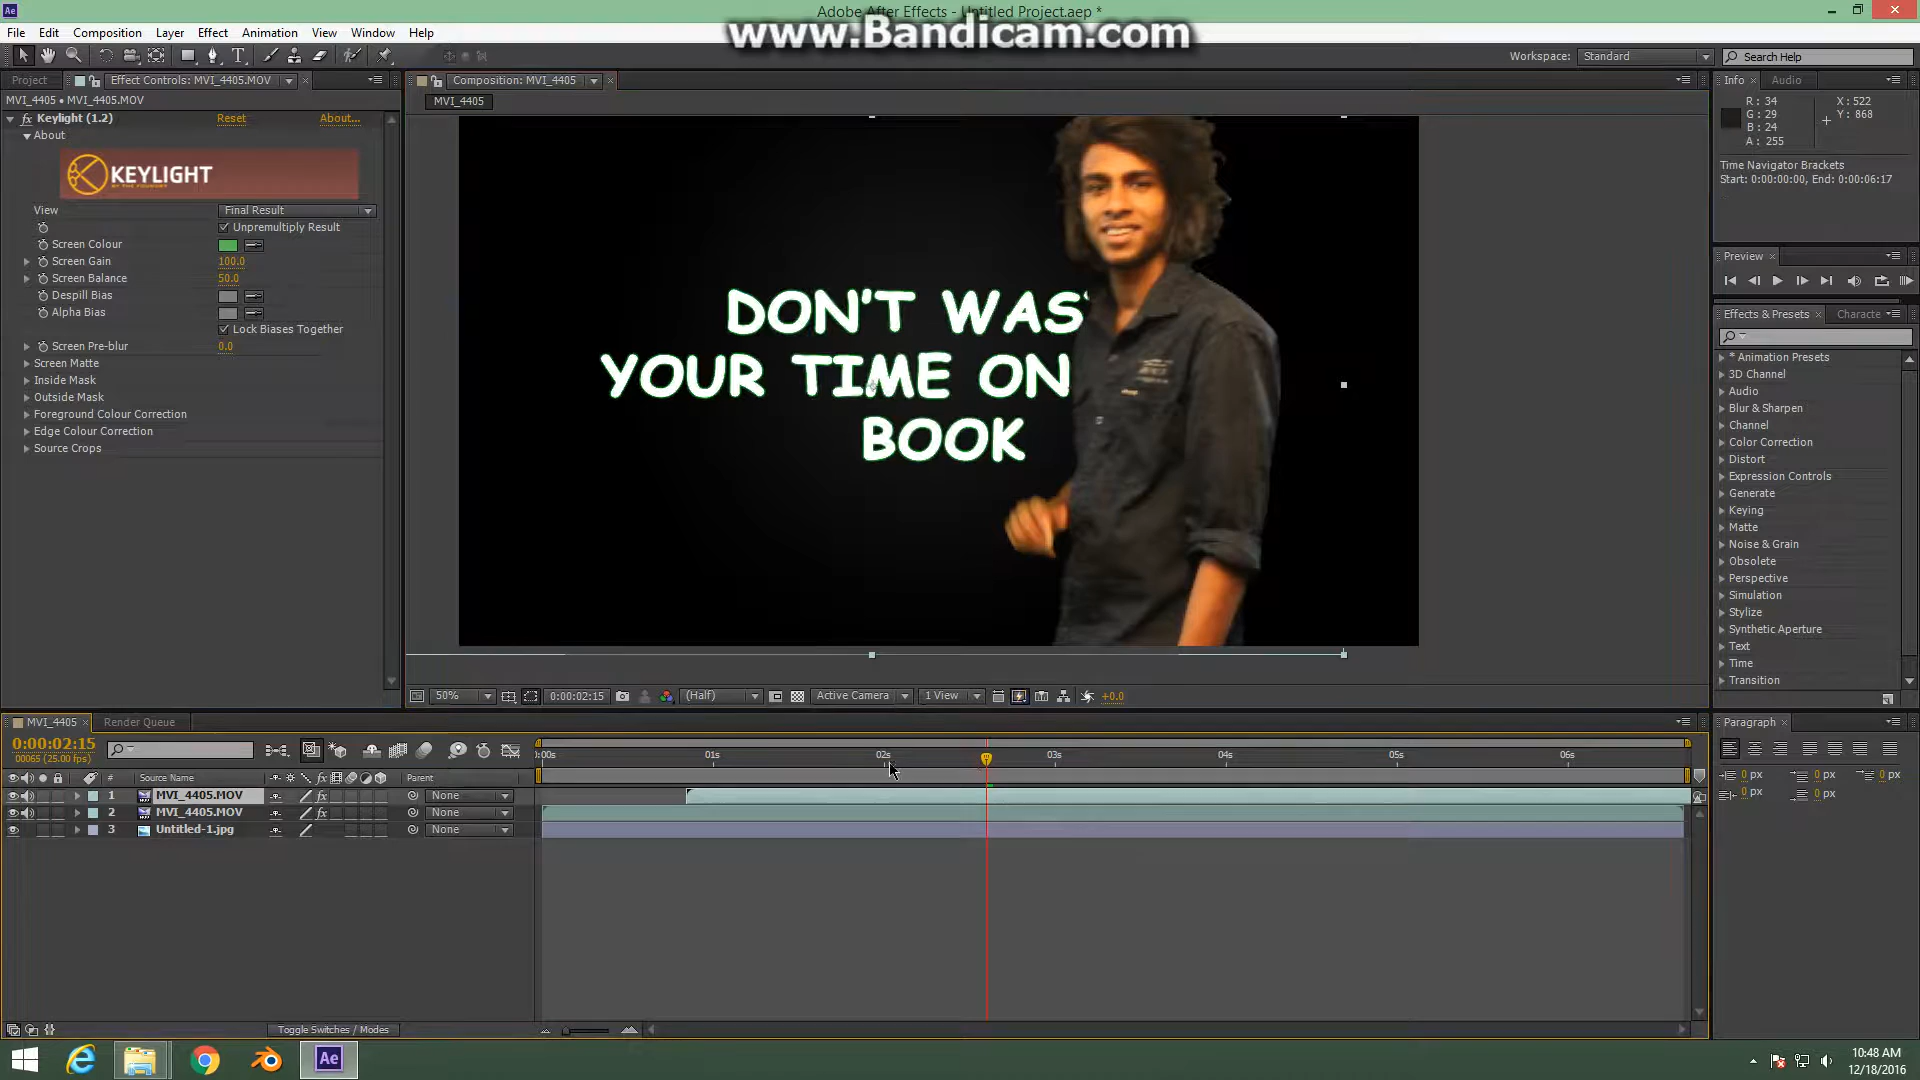 Adobe After Effects - Untitled Project.aep *
www.Bandicam.com
File Edit Composition Layer Effect Animation View Window Help
Workspace: Standard Search Help
Project Effect Controls: MVI_4405.MOV Composition: MVI_4405 Info Audio
MVI_4405 • MVI_4405.MOV
MVI_4405
Keylight (1.2) Reset About...
About
KEYLIGHT
View Final Result
Unpremultiply Result
Screen Colour
Screen Gain 100.0
Screen Balance 50.0
Despill Bias
Alpha Bias
Lock Biases Together
Screen Pre-blur 0.0
Screen Matte
Inside Mask
Outside Mask
Foreground Colour Correction
Edge Colour Correction
Source Crops
DON'T WAS
YOUR TIME ON
BOOK
R: 34 X: 522
G: 29 Y: 868
B: 24
A: 255
Time Navigator Brackets
Start: 0:00:00:00, End: 0:00:06:17
Preview
Effects & Presets Characte
* Animation Presets
3D Channel
Audio
Blur & Sharpen
Channel
Color Correction
Distort
Expression Controls
Generate
Keying
Matte
Noise & Grain
Obsolete
Perspective
Simulation
Stylize
Synthetic Aperture
Text
Time
Transition
50% 0:00:02:15 (Half) Active Camera 1 View +0.0
MVI_4405 Render Queue Paragraph
0:00:02:15
00065 (25.00 fps)
:00s 01s 02s 03s 04s 05s 06s
# Source Name fx Parent
1 MVI_4405.MOV fx None
2 MVI_4405.MOV fx None
3 Untitled-1.jpg None
0 px 0 px 0 px
0 px 0 px
Toggle Switches / Modes
Ae
10:48 AM
12/18/2016